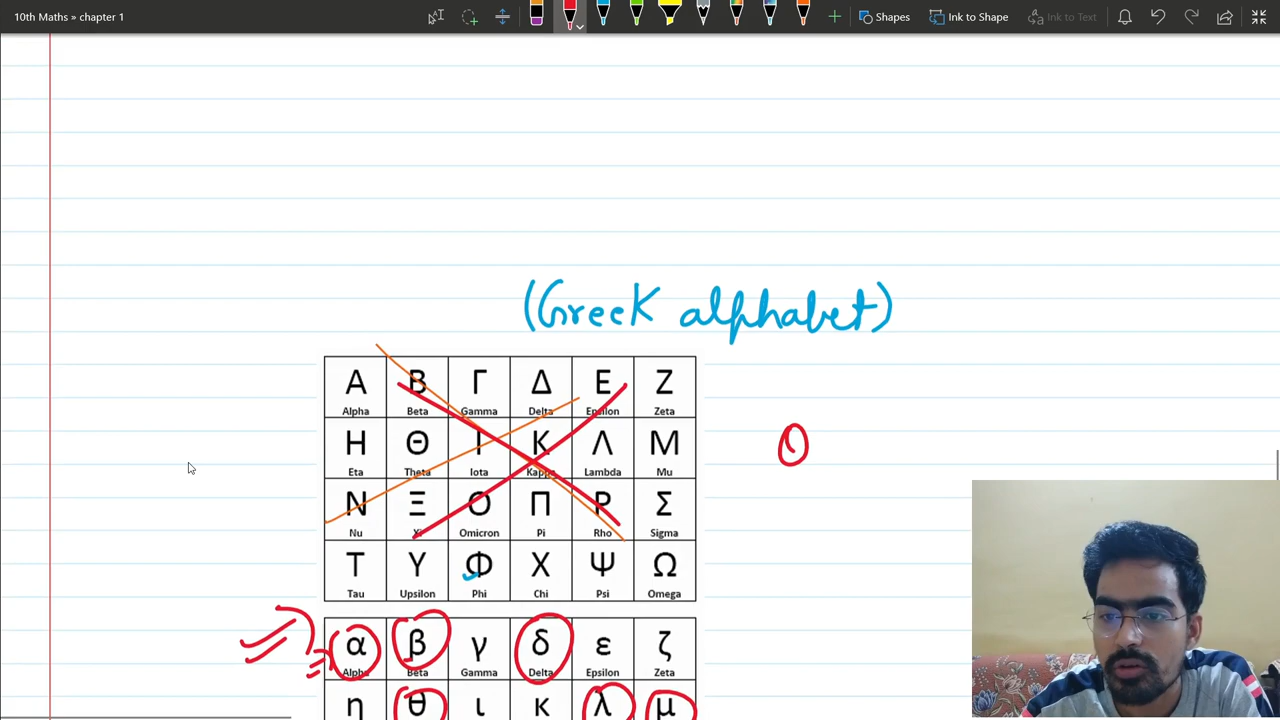 10th Maths » chapter 1
Shapes
Ink to Shape
Ink to Text
(Greek alphabet)
Α Β Γ Δ Ε Ζ
Alpha Beta Gamma Delta Epsilon Zeta
Η Θ Ι Κ Λ Μ
Eta Theta Iota Kappa Lambda Mu
Ν Ξ Ο Π Ρ Σ
Nu Xi Omicron Pi Rho Sigma
Τ Υ Φ Χ Ψ Ω
Tau Upsilon Phi Chi Psi Omega
α β γ δ ε ζ
Alpha Beta Gamma Delta Epsilon Zeta
η θ ι κ λ μ